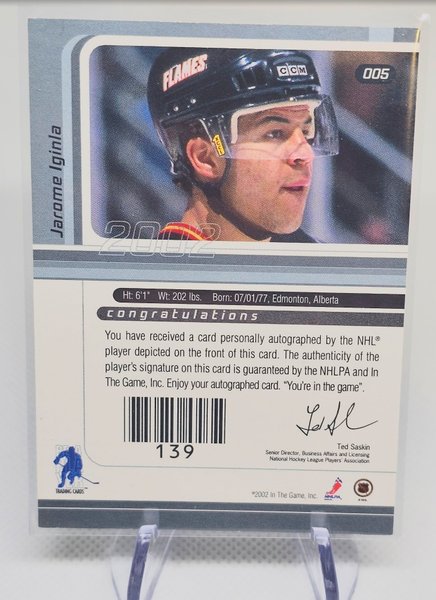 FLAMES
CCM
005
Jarome Iginla
2002
Ht: 6'1" Wt: 202 lbs. Born: 07/01/77, Edmonton, Alberta
congratulations
You have received a card personally autographed by the NHL®
player depicted on the front of this card. The authenticity of
the player's signature on this card is guaranteed by the NHLPA and In
The Game, Inc. Enjoy your autographed card. "You're in the game".
139
Ted Saskin
Senior Director, Business Affairs and Licensing
National Hockey League Players' Association
TRADING CARDS™
©2002 In The Game, Inc.
NHLPA